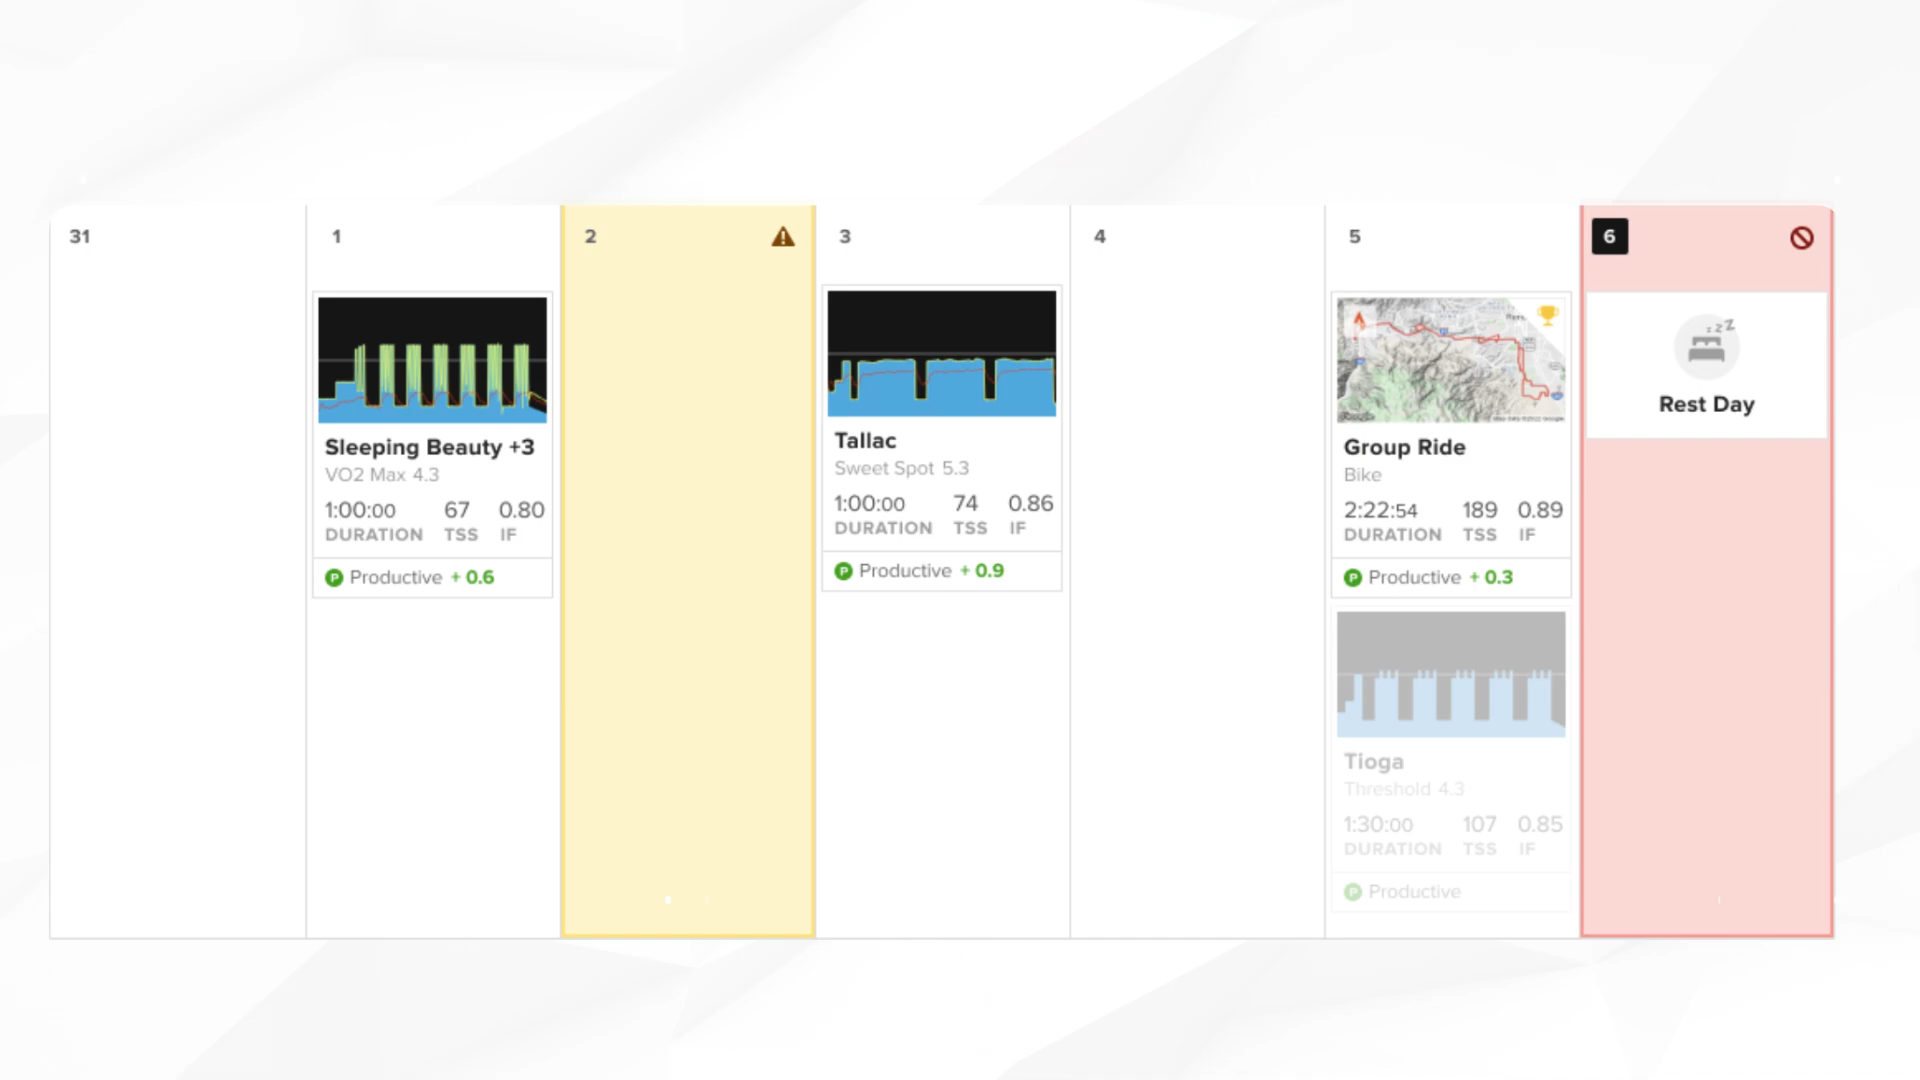 31
1
2
3
4
5
6
Sleeping Beauty +3
VO2 Max 4.3
1:00:00 67 0.80
DURATION TSS IF
P Productive + 0.6
Tallac
Sweet Spot 5.3
1:00:00 74 0.86
DURATION TSS IF
P Productive + 0.9
Group Ride
Bike
2:22:54 189 0.89
DURATION TSS IF
P Productive + 0.3
Tioga
Threshold 4.3
1:30:00 107 0.85
DURATION TSS IF
P Productive
z z Z
Rest Day